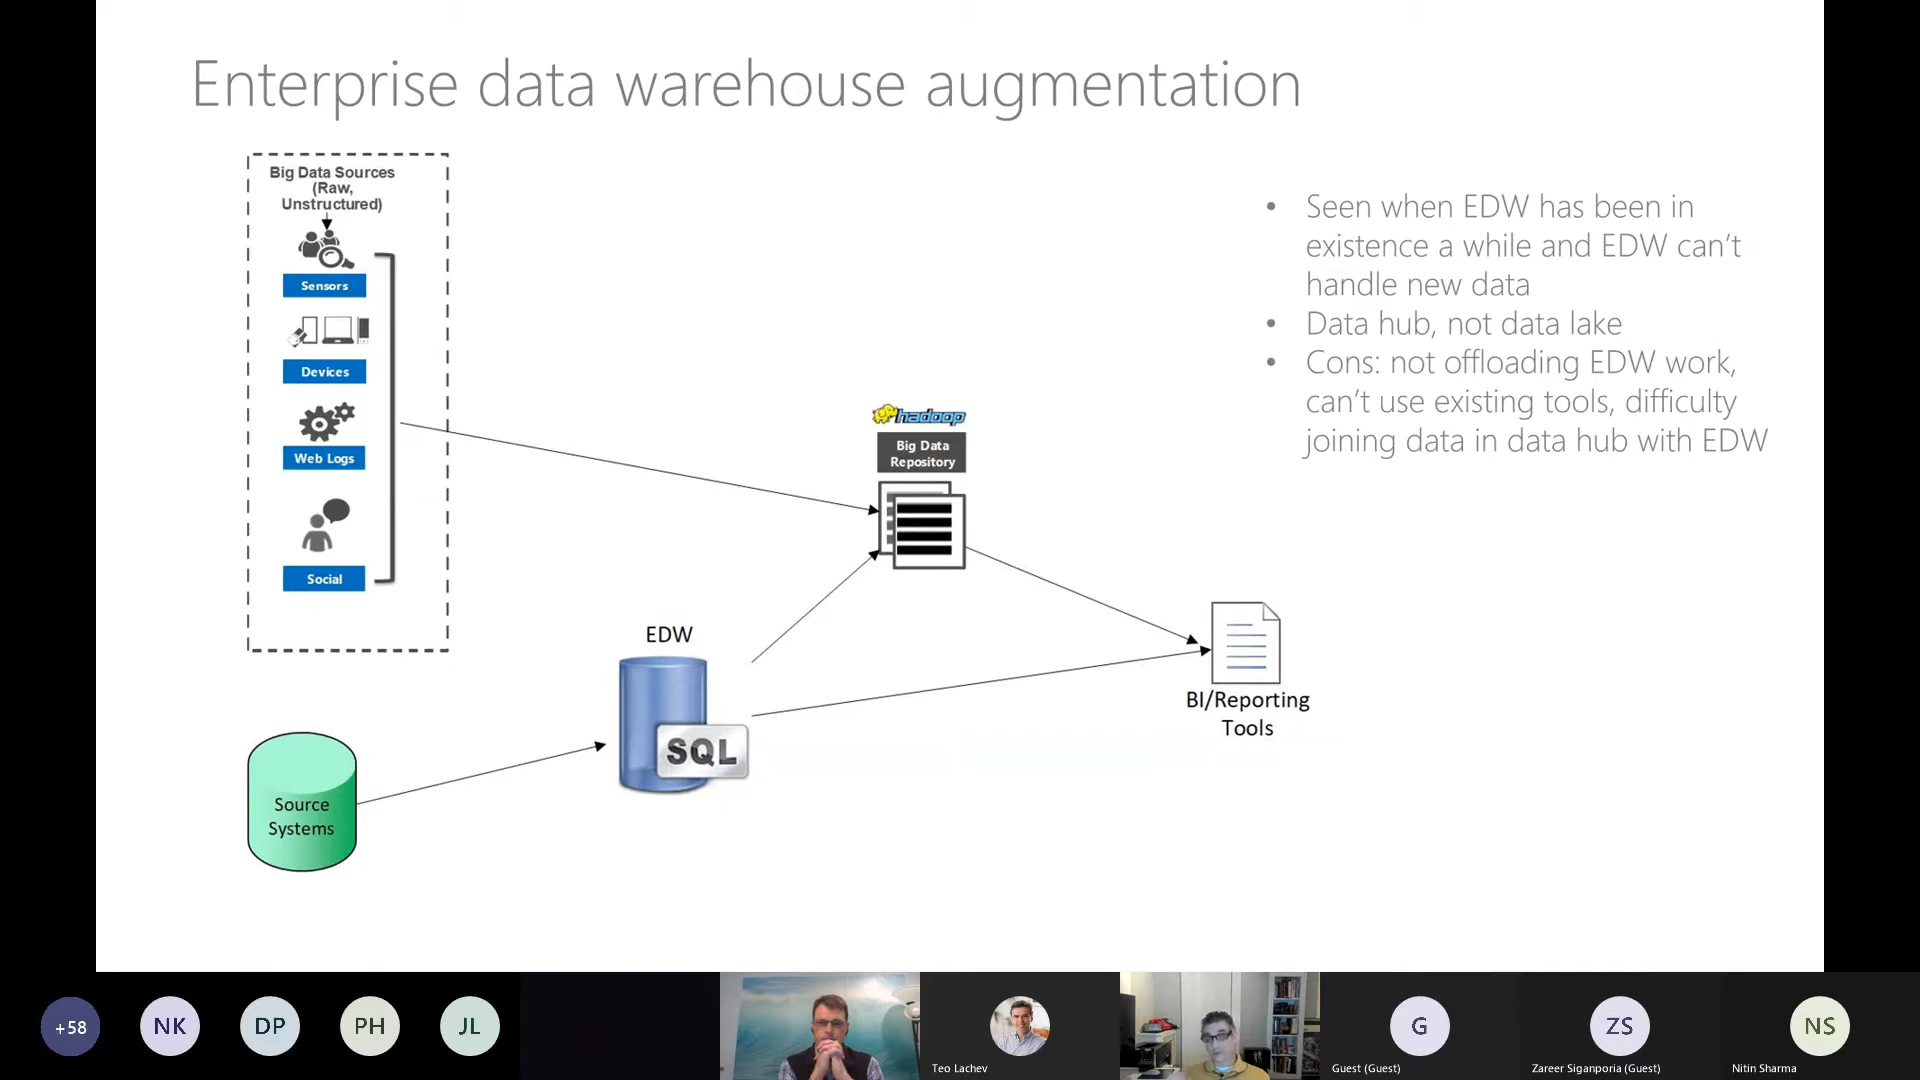 Enterprise data warehouse augmentation
Big Data Sources
(Raw,
Unstructured)
Sensors
Devices
Web Logs
Social
Source
Systems
EDW
SQL
hadoop
Big Data
Repository
BI/Reporting
Tools
• Seen when EDW has been in
existence a while and EDW can’t
handle new data
• Data hub, not data lake
• Cons: not offloading EDW work,
can’t use existing tools, difficulty
joining data in data hub with EDW
+58
NK
DP
PH
JL
Teo Lachev
G
Guest (Guest)
ZS
Zareer Siganporia (Guest)
NS
Nitin Sharma